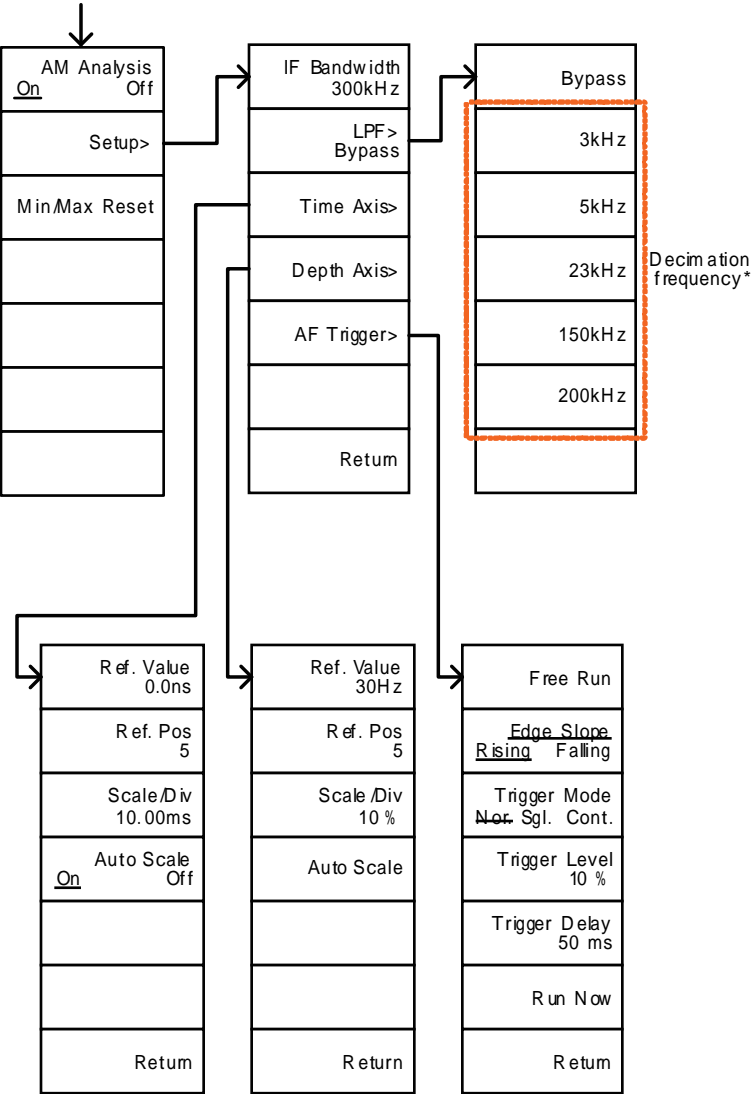 AM Analysis
On Off
Setup>
Min/Max Reset
IF Bandwidth
300kHz
LPF>
Bypass
Time Axis>
Depth Axis>
AF Trigger>
Return
Bypass
3kHz
5kHz
23kHz
150kHz
200kHz
Decimation
frequency*
Ref. Value
0.0ns
Ref. Pos
5
Scale/Div
10.00ms
Auto Scale
On Off
Return
Ref. Value
30Hz
Ref. Pos
5
Scale/Div
10 %
Auto Scale
Return
Free Run
Edge Slope
Rising Falling
Trigger Mode
Nor. Sgl. Cont.
Trigger Level
10 %
Trigger Delay
50 ms
Run Now
Return